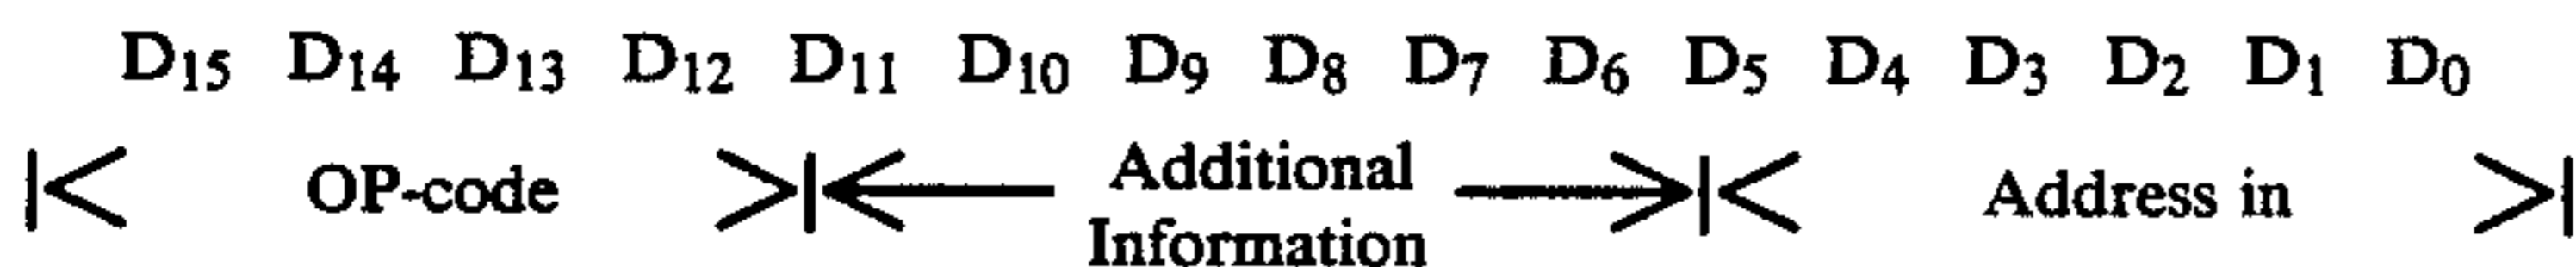 D15 D14 D13 D12 D11 D10 D9 D8 D7 D6 D5 D4 D3 D2 D1 D0
|< OP-code >|<—— Additional ——>|< Address in >|
Information